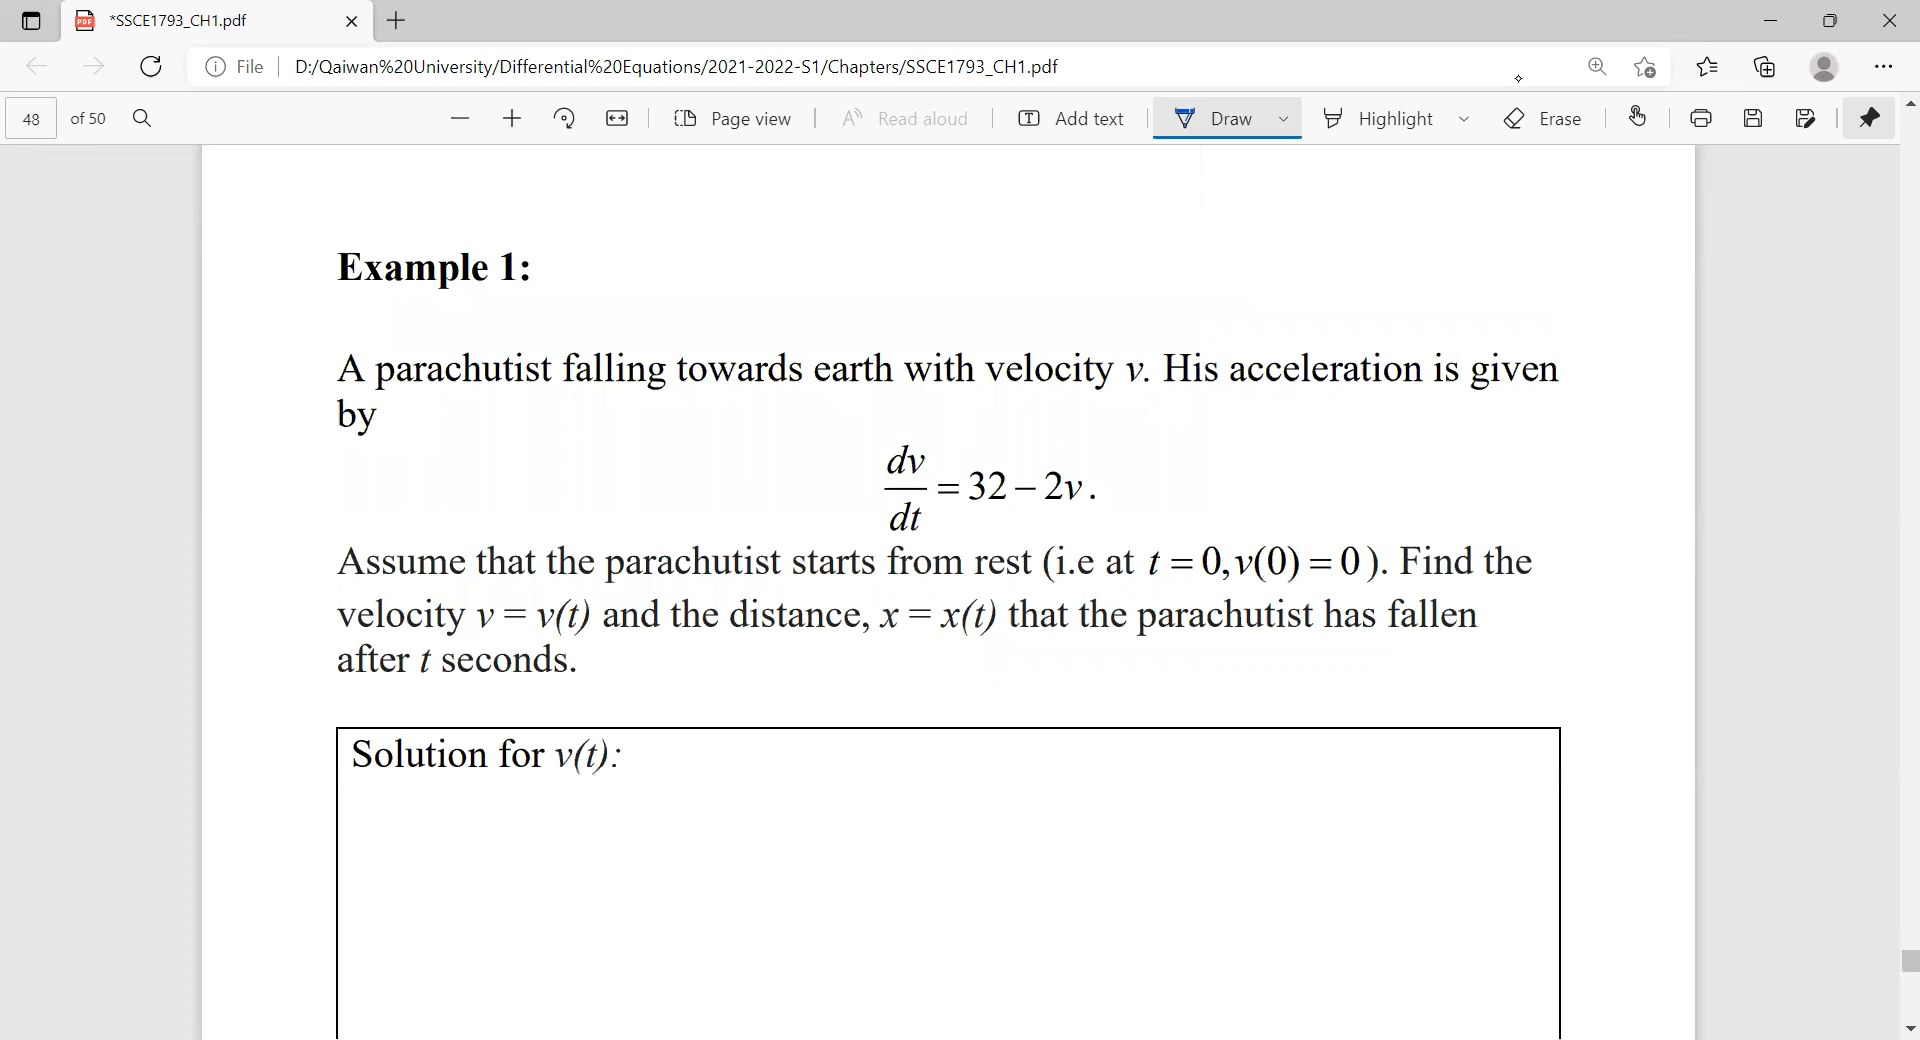 *SSCE1793_CH1.pdf
File
D:/Qaiwan%20University/Differential%20Equations/2021-2022-S1/Chapters/SSCE1793_CH1.pdf
48 of 50
Page view
Read aloud
Add text
Draw
Highlight
Erase
Example 1:
A parachutist falling towards earth with velocity v. His acceleration is given
by
dv/dt = 32 − 2v.
Assume that the parachutist starts from rest (i.e at t = 0, v(0) = 0). Find the
velocity v = v(t) and the distance, x = x(t) that the parachutist has fallen
after t seconds.
Solution for v(t):